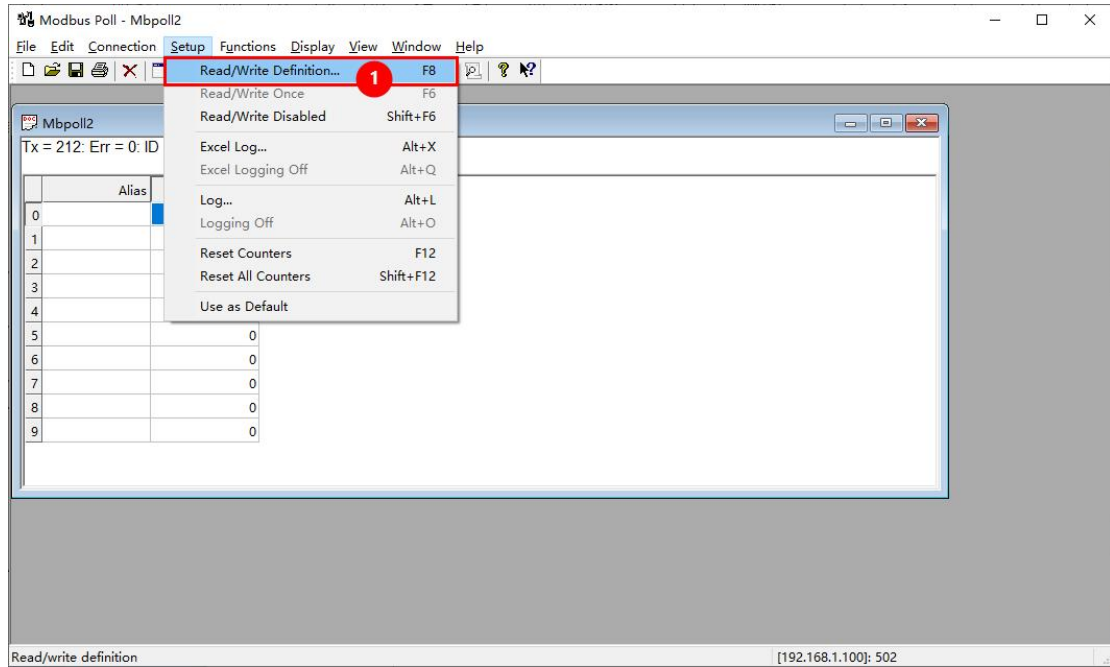 Modbus Poll - Mbpoll2
File Edit Connection Setup Functions Display View Window Help
Read/Write Definition... F8
1
Read/Write Once F6
Read/Write Disabled Shift+F6
Excel Log... Alt+X
Excel Logging Off Alt+Q
Log... Alt+L
Logging Off Alt+O
Reset Counters F12
Reset All Counters Shift+F12
Use as Default
Mbpoll2
Tx = 212: Err = 0: ID
Alias
0
1
2
3
4
5 0
6 0
7 0
8 0
9 0
Read/write definition [192.168.1.100]: 502